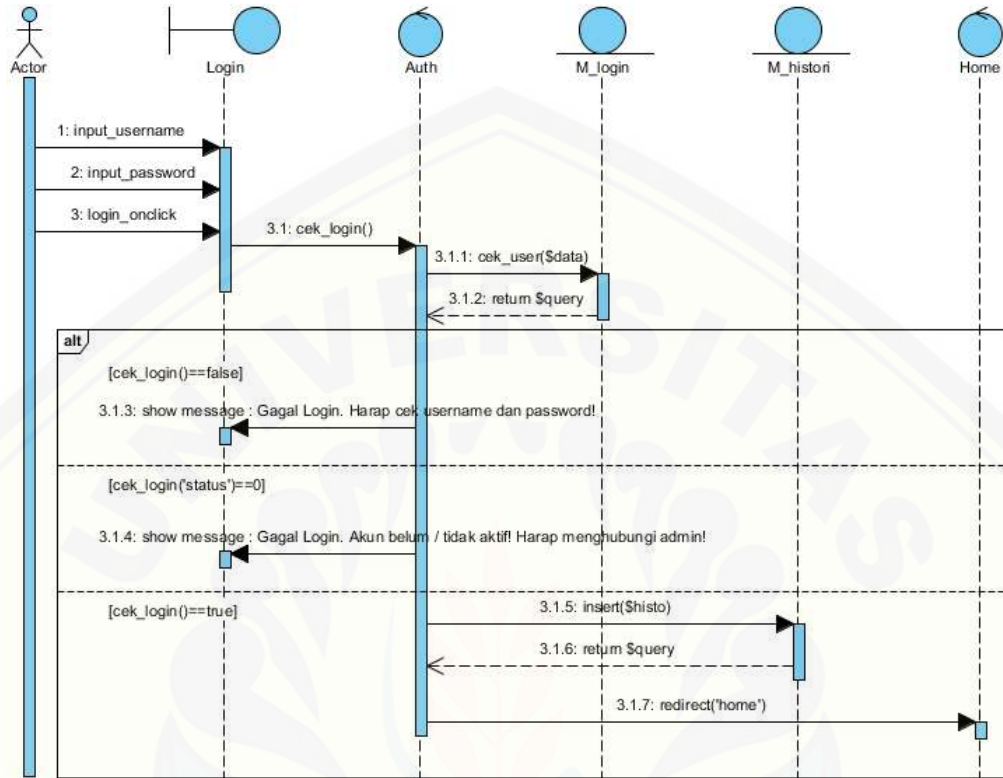 Actor
Login
Auth
M_login
M_histori
Home
1: input_username
2: input_password
3: login_onclick
3.1: cek_login()
3.1.1: cek_user($data)
3.1.2: return $query
alt
[cek_login()==false]
3.1.3: show message : Gagal Login. Harap cek username dan password!
[cek_login('status')==0]
3.1.4: show message : Gagal Login. Akun belum / tidak aktif! Harap menghubungi admin!
[cek_login()==true]
3.1.5: insert($histo)
3.1.6: return $query
3.1.7: redirect('home')
UNIVERSITAS